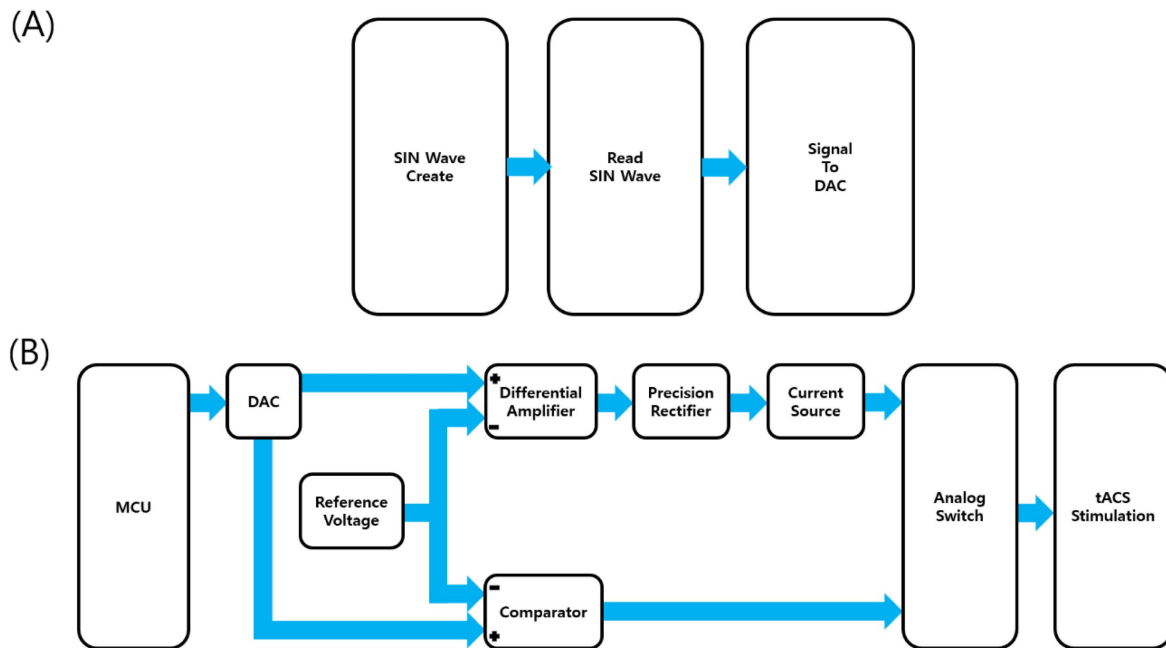 (A)
SIN Wave
Create
Read
SIN Wave
Signal
To
DAC
(B)
MCU
DAC
Reference
Voltage
+
-
Differential
Amplifier
Precision
Rectifier
Current
Source
-
+
Comparator
Analog
Switch
tACS
Stimulation